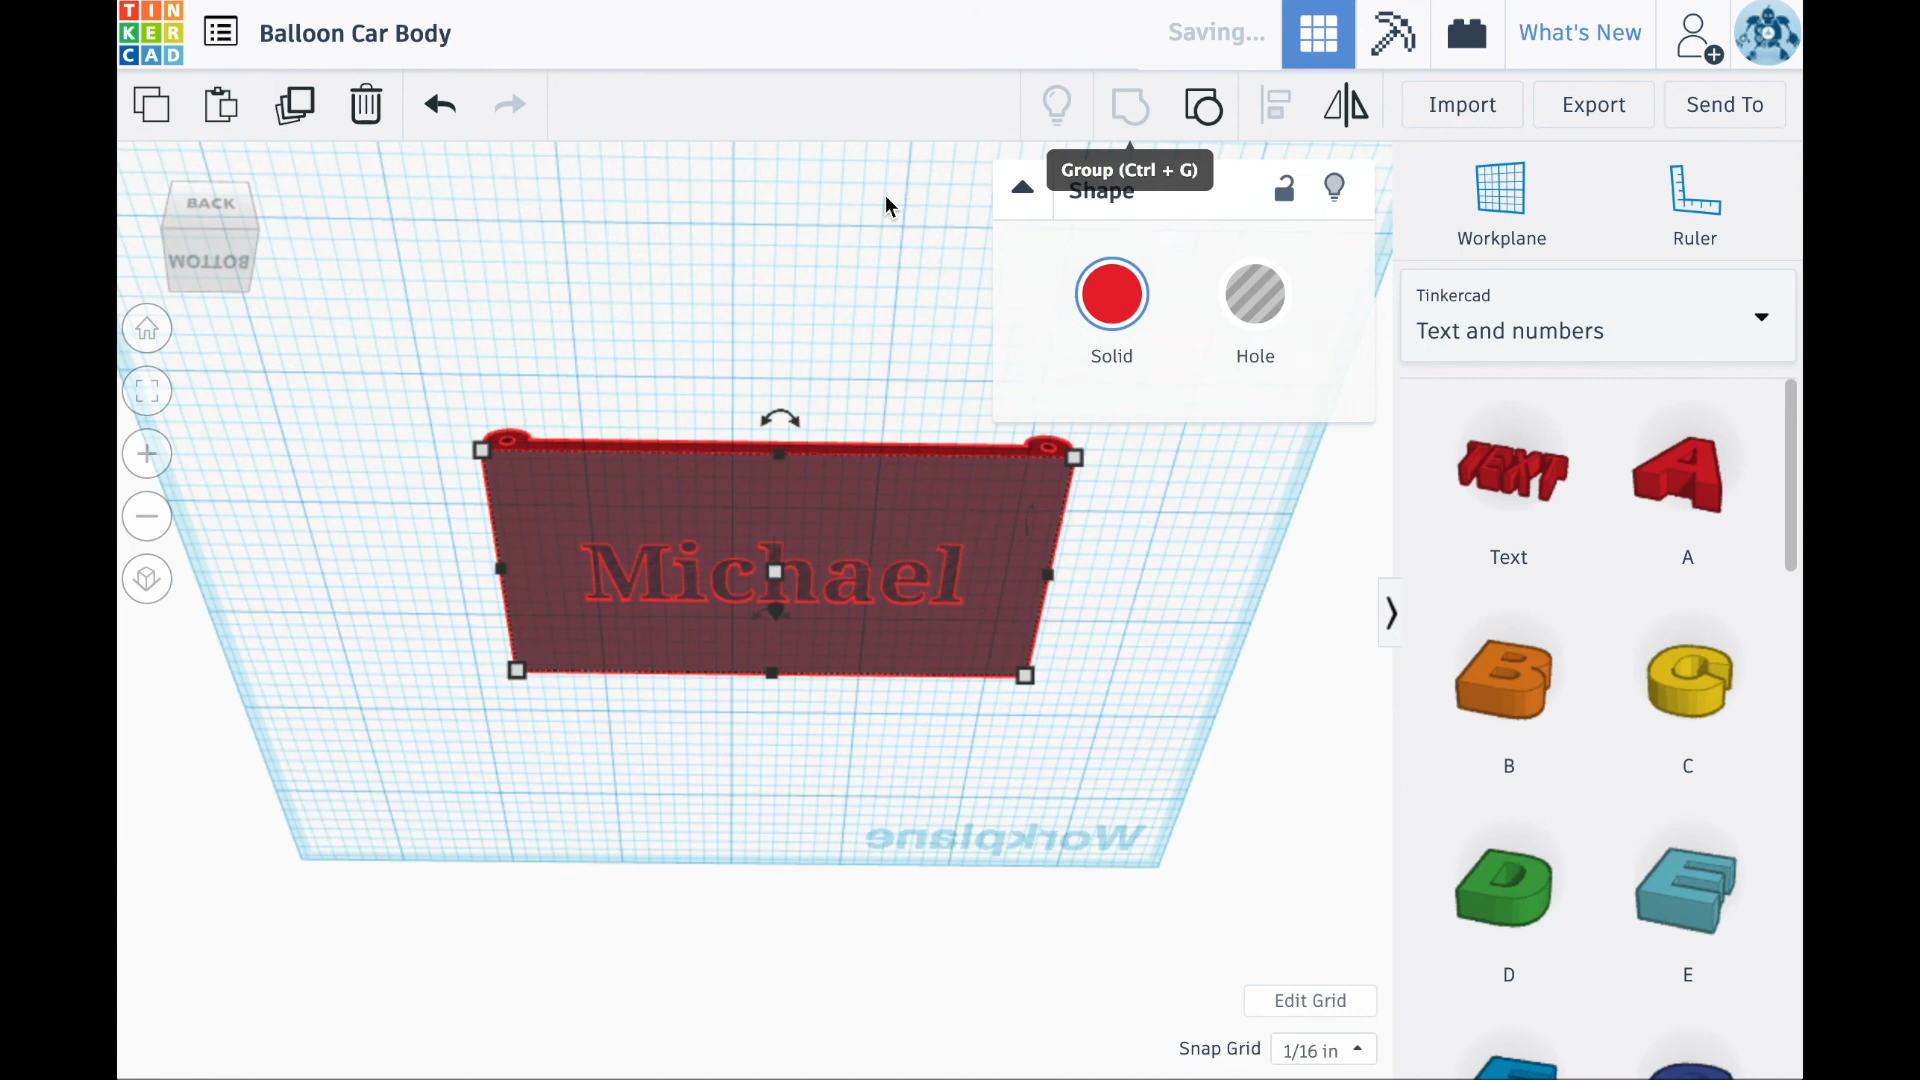 TIN
KER
CAD
Balloon Car Body
Saving...
What's New
Import
Export
Send To
Group (Ctrl + G)
Shape
BACK
BOTTOM
Solid
Hole
Workplane
Ruler
Tinkercad
Text and numbers
TEXT
A
Text
A
Michael
B
C
B
C
Workplane
D
E
D
E
Edit Grid
Snap Grid
1/16 in